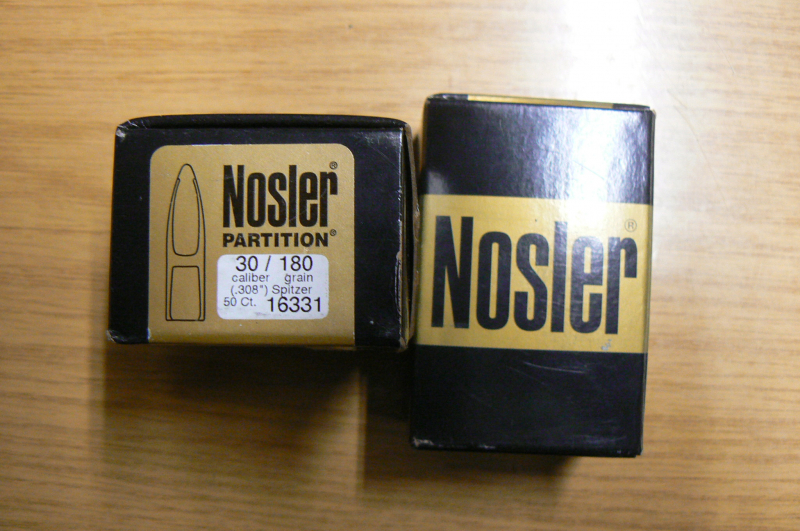 Nosler®
PARTITION®
30 / 180
caliber grain
(.308") Spitzer
50 Ct. 16331
Nosler®